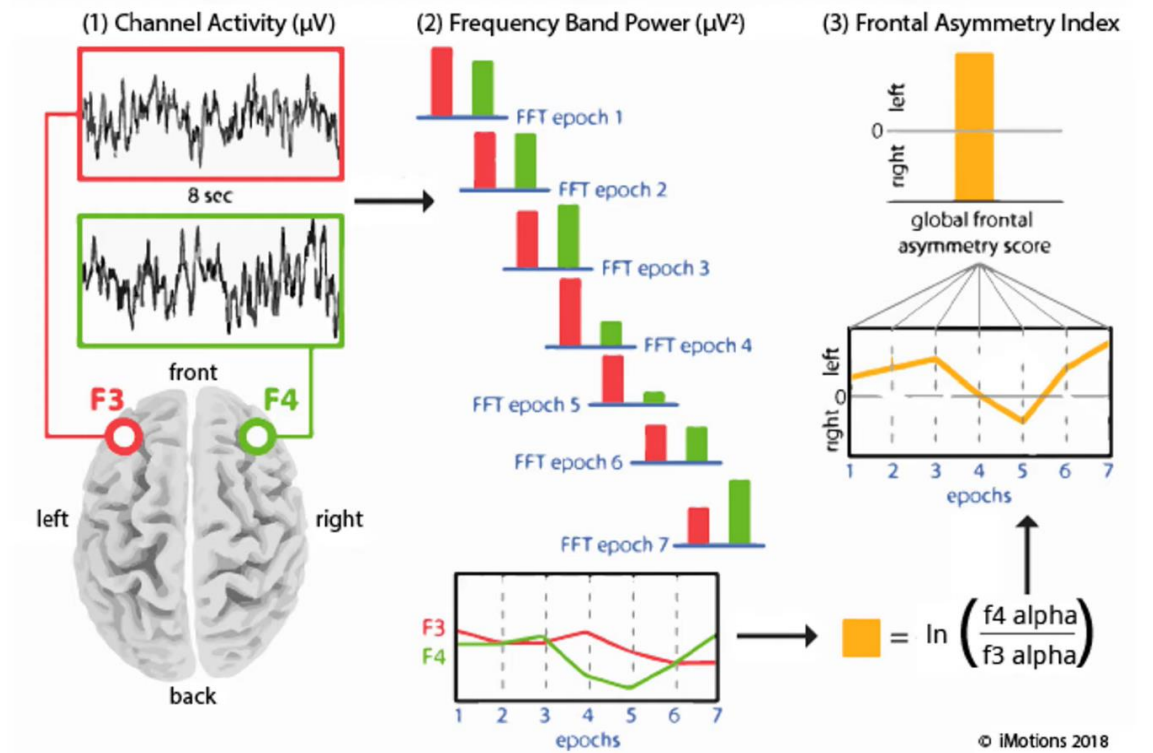 (1) Channel Activity (µV)
8 sec
front
F3
F4
left
right
back
(2) Frequency Band Power (µV²)
FFT epoch 1
FFT epoch 2
FFT epoch 3
FFT epoch 4
FFT epoch 5
FFT epoch 6
FFT epoch 7
F3
F4
1 2 3 4 5 6 7
epochs
(3) Frontal Asymmetry Index
left
0
right
global frontal
asymmetry score
left
0
right
1 2 3 4 5 6 7
epochs
= ln ( f4 alpha
f3 alpha )
© iMotions 2018